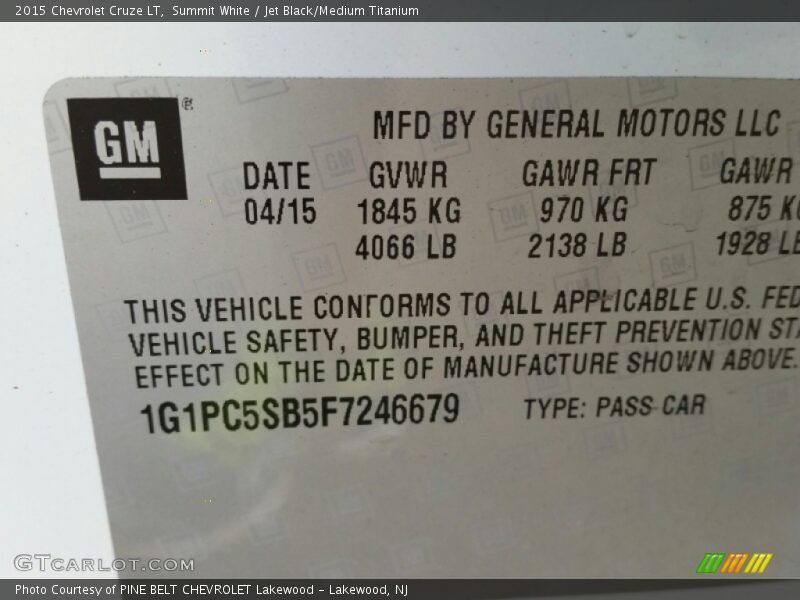 2015 Chevrolet Cruze LT, Summit White / Jet Black/Medium Titanium
GM ®
MFD BY GENERAL MOTORS LLC
DATE GVWR GAWR FRT GAWR
04/15 1845 KG 970 KG 875 KG
4066 LB 2138 LB 1928 LB
THIS VEHICLE CONFORMS TO ALL APPLICABLE U.S. FED
VEHICLE SAFETY, BUMPER, AND THEFT PREVENTION STA
EFFECT ON THE DATE OF MANUFACTURE SHOWN ABOVE.
1G1PC5SB5F7246679 TYPE: PASS CAR
GTCARLOT.COM
Photo Courtesy of PINE BELT CHEVROLET Lakewood - Lakewood, NJ